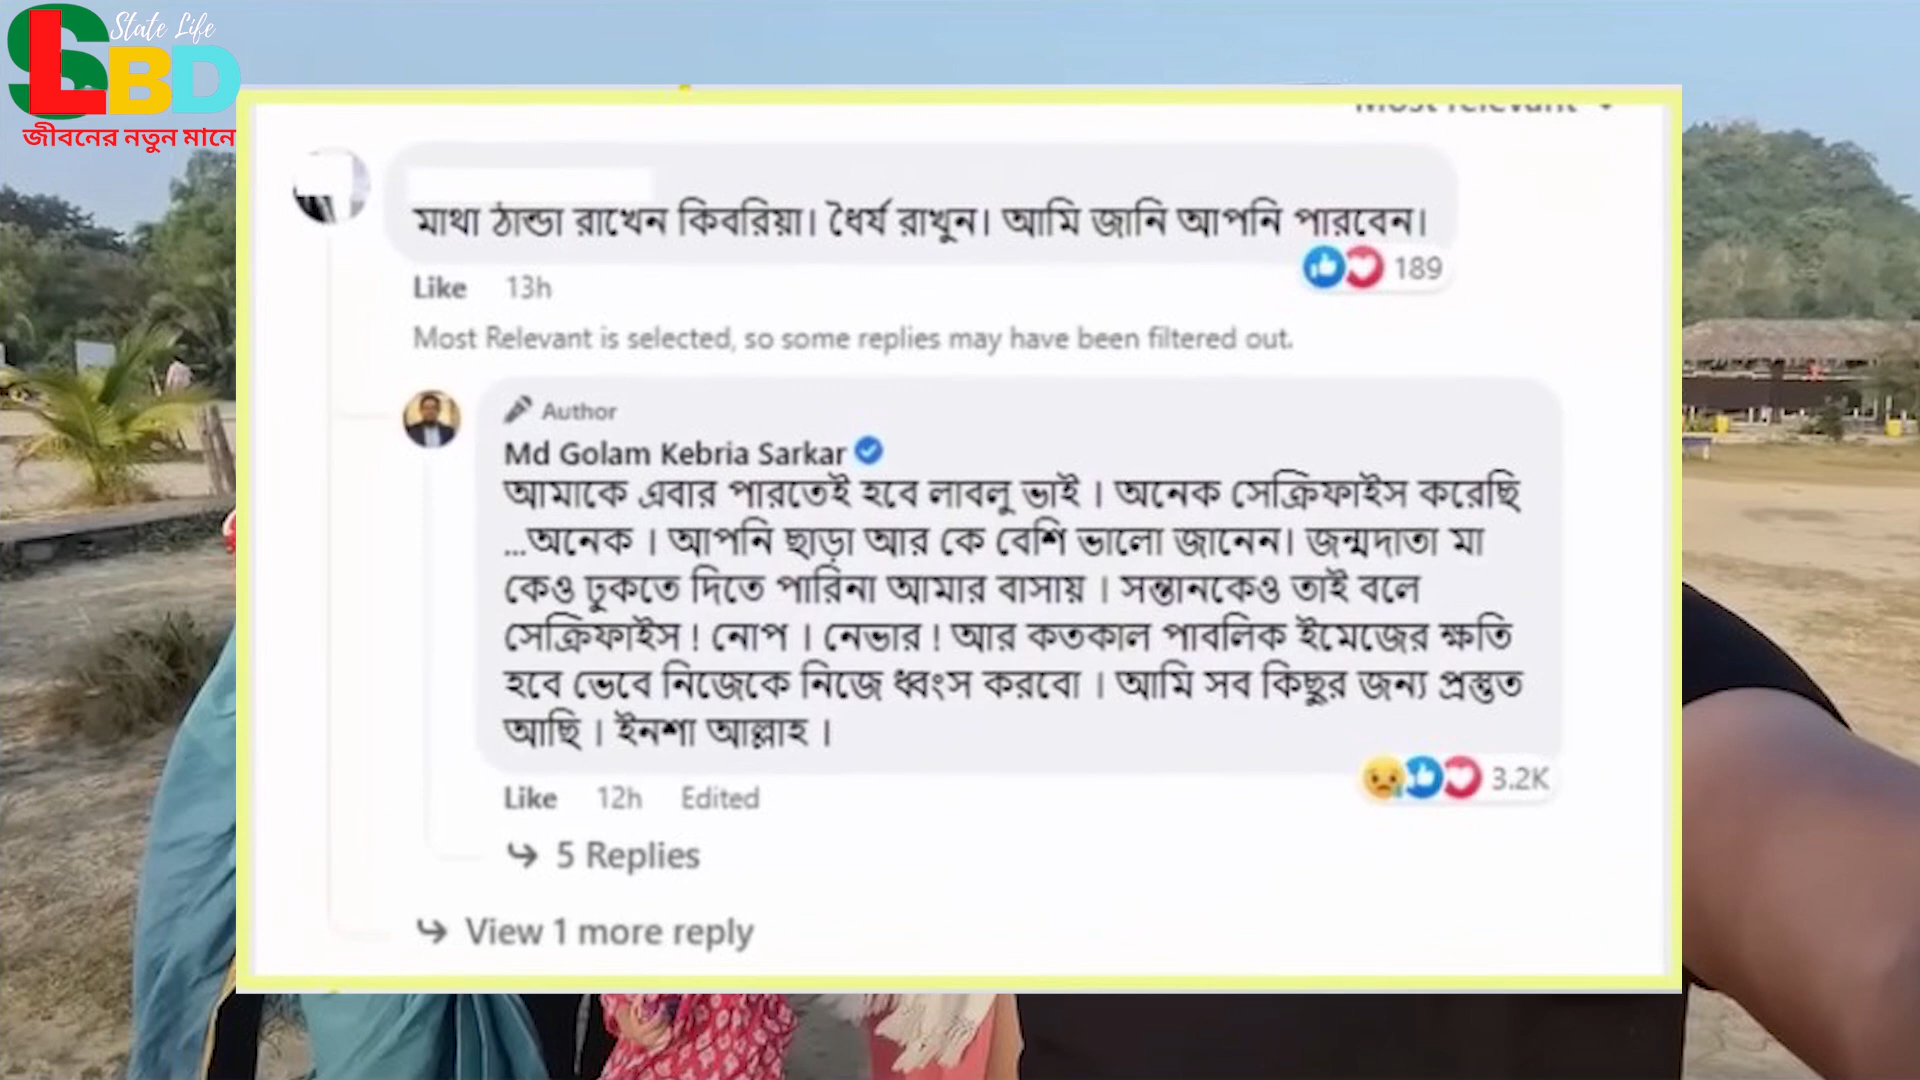 State Life
SLBD
জীবনের নতুন মানে
Most relevant
মাথা ঠান্ডা রাখেন কিবরিয়া। ধৈর্য রাখুন। আমি জানি আপনি পারবেন।
189
Like 13h
Most Relevant is selected, so some replies may have been filtered out.
Author
Md Golam Kebria Sarkar
আমাকে এবার পারতেই হবে লাবলু ভাই । অনেক সেক্রিফাইস করেছি
...অনেক । আপনি ছাড়া আর কে বেশি ভালো জানেন। জন্মদাতা মা
কেও ঢুকতে দিতে পারিনা আমার বাসায় । সন্তানকেও তাই বলে
সেক্রিফাইস ! নোপ । নেভার ! আর কতকাল পাবলিক ইমেজের ক্ষতি
হবে ভেবে নিজেকে নিজে ধ্বংস করবো । আমি সব কিছুর জন্য প্রস্তুত
আছি । ইনশা আল্লাহ ।
Like 12h Edited 3.2K
5 Replies
View 1 more reply